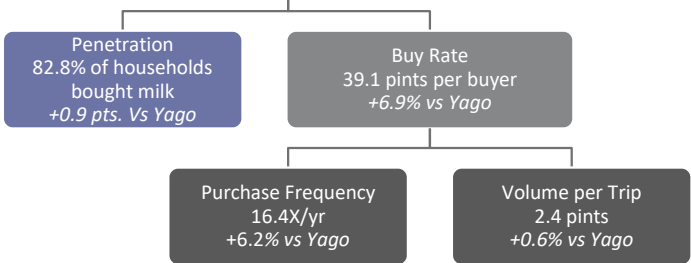 Penetration
82.8% of households
bought milk
+0.9 pts. Vs Yago
Buy Rate
39.1 pints per buyer
+6.9% vs Yago
Purchase Frequency
16.4X/yr
+6.2% vs Yago
Volume per Trip
2.4 pints
+0.6% vs Yago